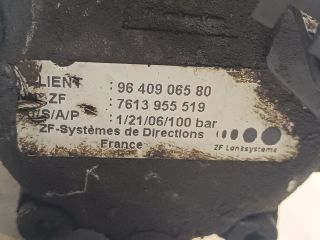 LIENT : 96 409 065 80
ZF : 7613 955 519
/S/A/P : 1/21/06/100 bar
ZF-Systèmes de Directions
France
ZF Lenksysteme